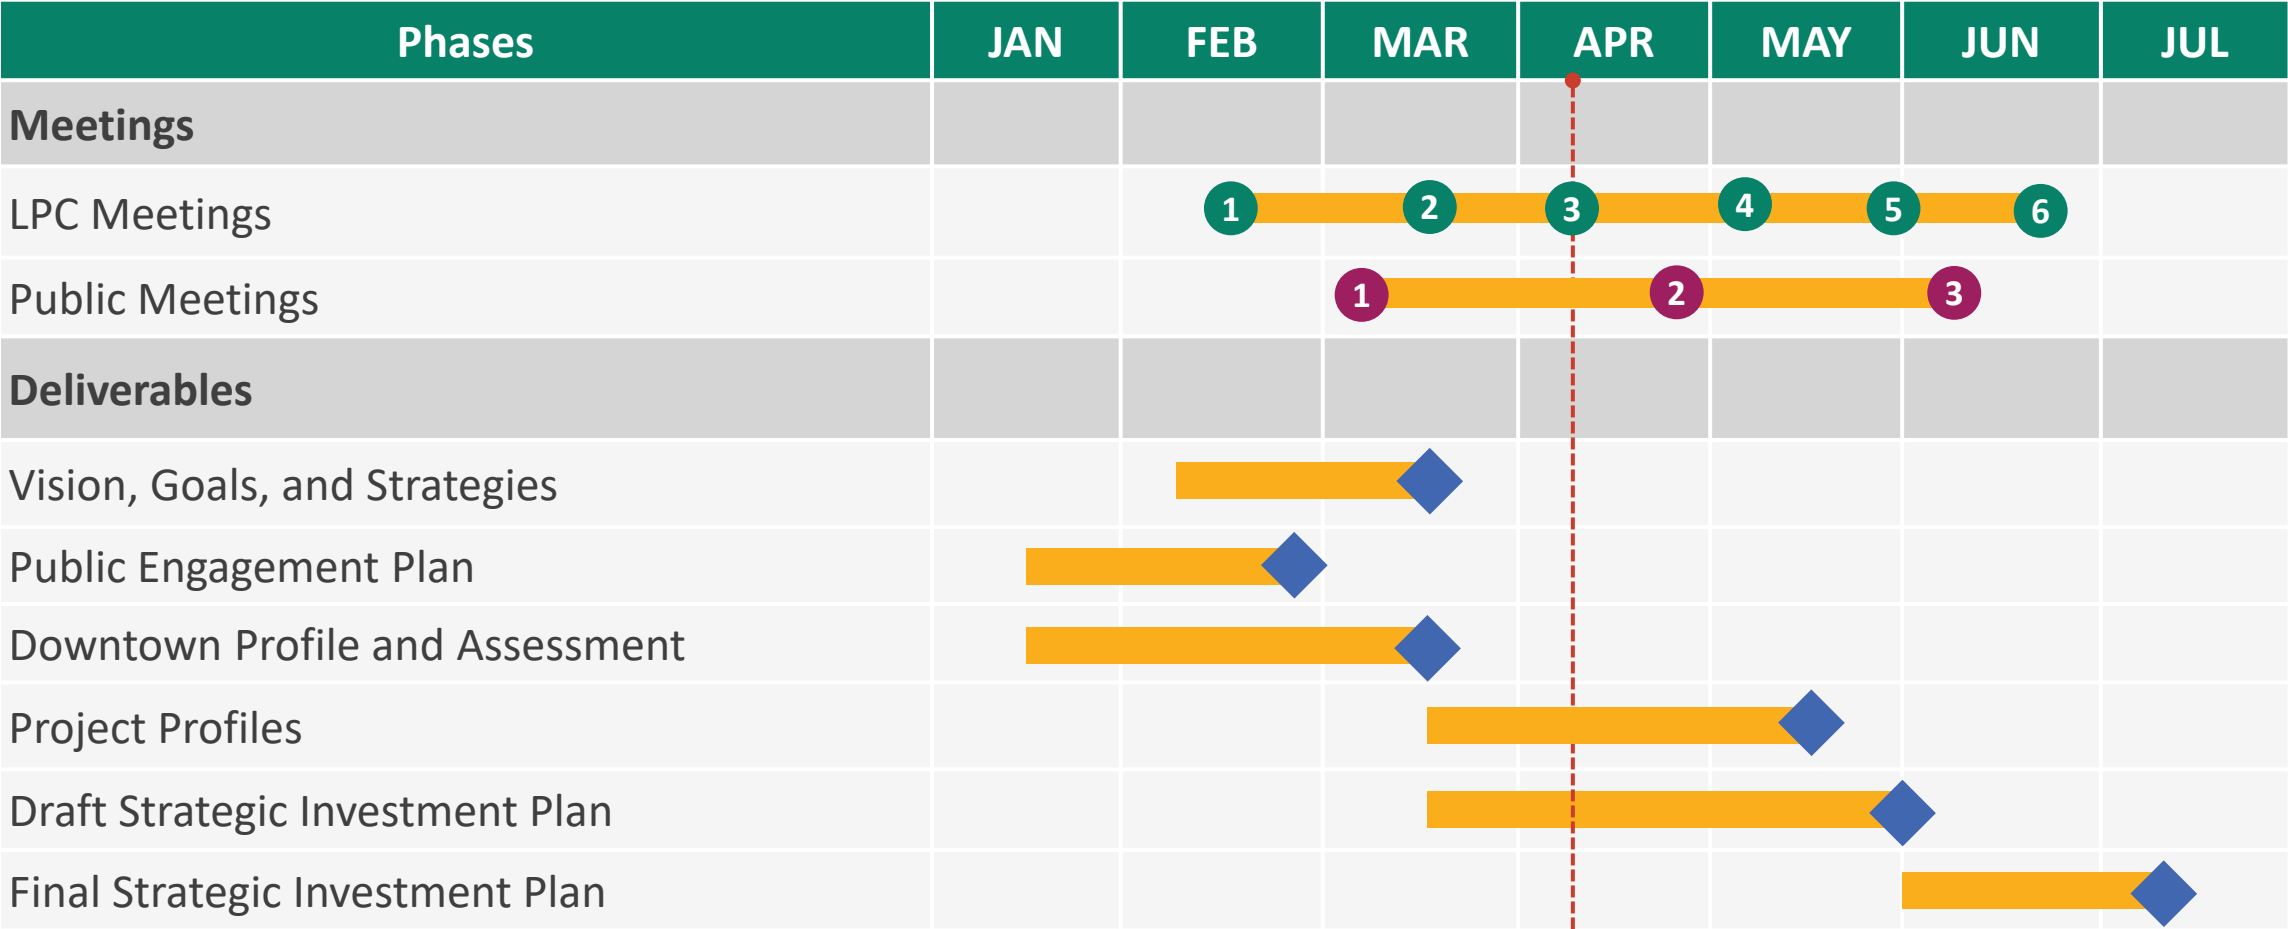 Phases JAN FEB MAR APR MAY JUN JUL
Meetings
LPC Meetings 1 2 3 4 5 6
Public Meetings 1 2 3
Deliverables
Vision, Goals, and Strategies
Public Engagement Plan
Downtown Profile and Assessment
Project Profiles
Draft Strategic Investment Plan
Final Strategic Investment Plan